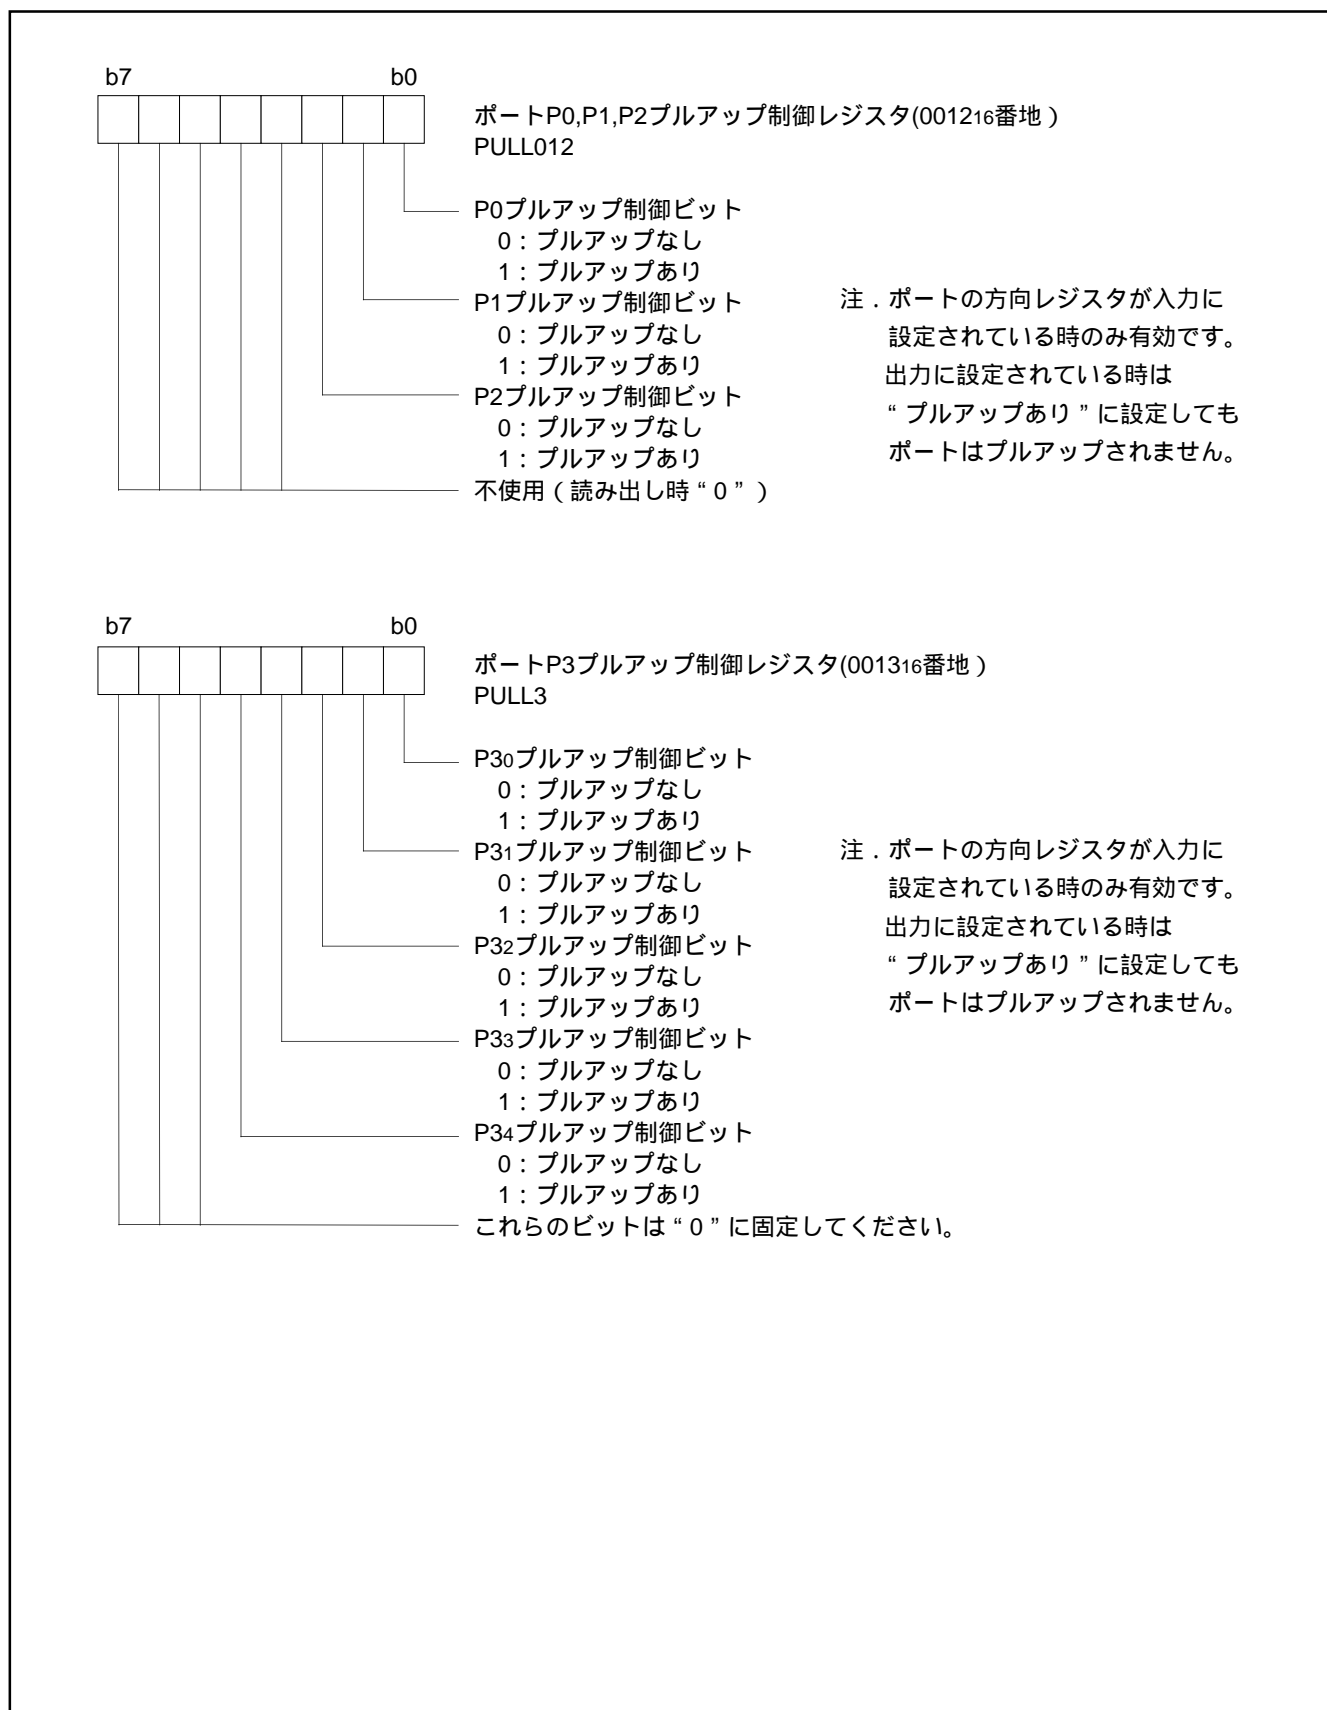 b7 b0
ポートP0,P1,P2プルアップ制御レジスタ(001216番地）
PULL012
P0プルアップ制御ビット
0：プルアップなし
1：プルアップあり
P1プルアップ制御ビット
0：プルアップなし
1：プルアップあり
P2プルアップ制御ビット
0：プルアップなし
1：プルアップあり
不使用（読み出し時“0”）
注．ポートの方向レジスタが入力に
設定されている時のみ有効です。
出力に設定されている時は
“プルアップあり”に設定しても
ポートはプルアップされません。
b7 b0
ポートP3プルアップ制御レジスタ(001316番地）
PULL3
P30プルアップ制御ビット
0：プルアップなし
1：プルアップあり
P31プルアップ制御ビット
0：プルアップなし
1：プルアップあり
P32プルアップ制御ビット
0：プルアップなし
1：プルアップあり
P33プルアップ制御ビット
0：プルアップなし
1：プルアップあり
P34プルアップ制御ビット
0：プルアップなし
1：プルアップあり
これらのビットは“0”に固定してください。
注．ポートの方向レジスタが入力に
設定されている時のみ有効です。
出力に設定されている時は
“プルアップあり”に設定しても
ポートはプルアップされません。